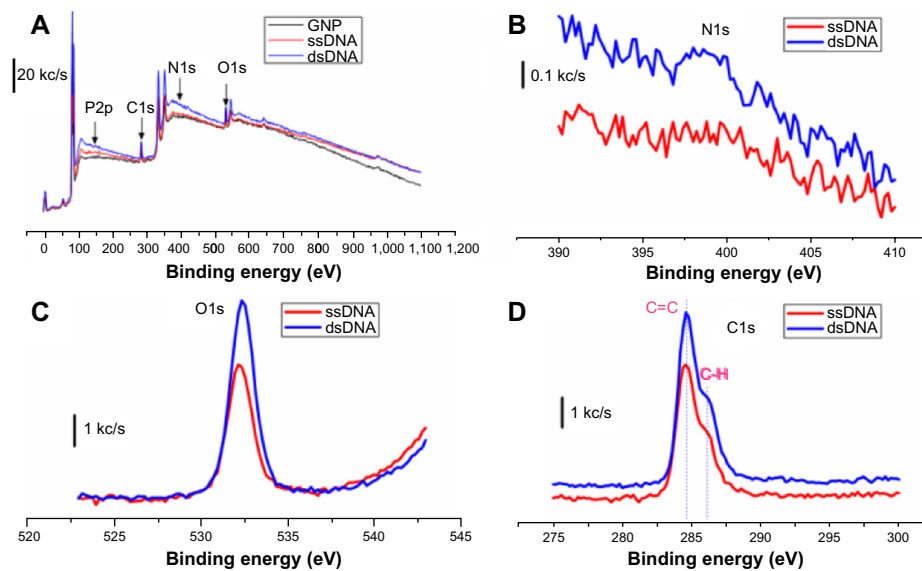 A
GNP
ssDNA
dsDNA
20 kc/s
P2p
C1s
N1s
O1s
0 100 200 300 400 500 600 700 800 900 1,000 1,100 1,200
Binding energy (eV)
B
N1s
ssDNA
dsDNA
0.1 kc/s
390 395 400 405 410
Binding energy (eV)
C
O1s
ssDNA
dsDNA
1 kc/s
520 525 530 535 540 545
Binding energy (eV)
D
C=C
C1s
ssDNA
dsDNA
C-H
1 kc/s
275 280 285 290 295 300
Binding energy (eV)